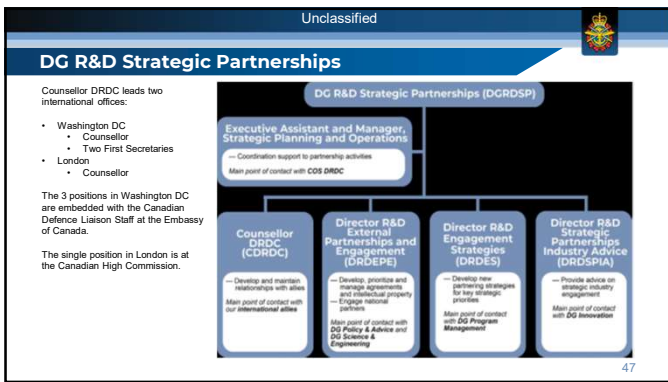 Unclassified
DG R&D Strategic Partnerships
Counsellor DRDC leads two
international offices:
• Washington DC
• Counsellor
• Two First Secretaries
• London
• Counsellor
The 3 positions in Washington DC
are embedded with the Canadian
Defence Liaison Staff at the Embassy
of Canada.
The single position in London is at
the Canadian High Commission.
DG R&D Strategic Partnerships (DGRDSP)
Executive Assistant and Manager,
Strategic Planning and Operations
— Coordination support to partnership activities
Main point of contact with COS DRDC
Counsellor
DRDC
(CDRDC)
— Develop and maintain
relationships with allies
Main point of contact with
our international allies
Director R&D
External
Partnerships and
Engagement
(DRDEPE)
— Develop, prioritize and
manage agreements
and intellectual property
— Engage national
partners
Main point of contact with
DG Policy & Advice and
DG Science &
Engineering
Director R&D
Engagement
Strategies
(DRDES)
— Develop new
partnering strategies
for key strategic
priorities
Main point of contact
with DG Program
Management
Director R&D
Strategic
Partnerships
Industry Advice
(DRDSPIA)
— Provide advice on
strategic industry
engagement
Main point of contact
with DG Innovation
47